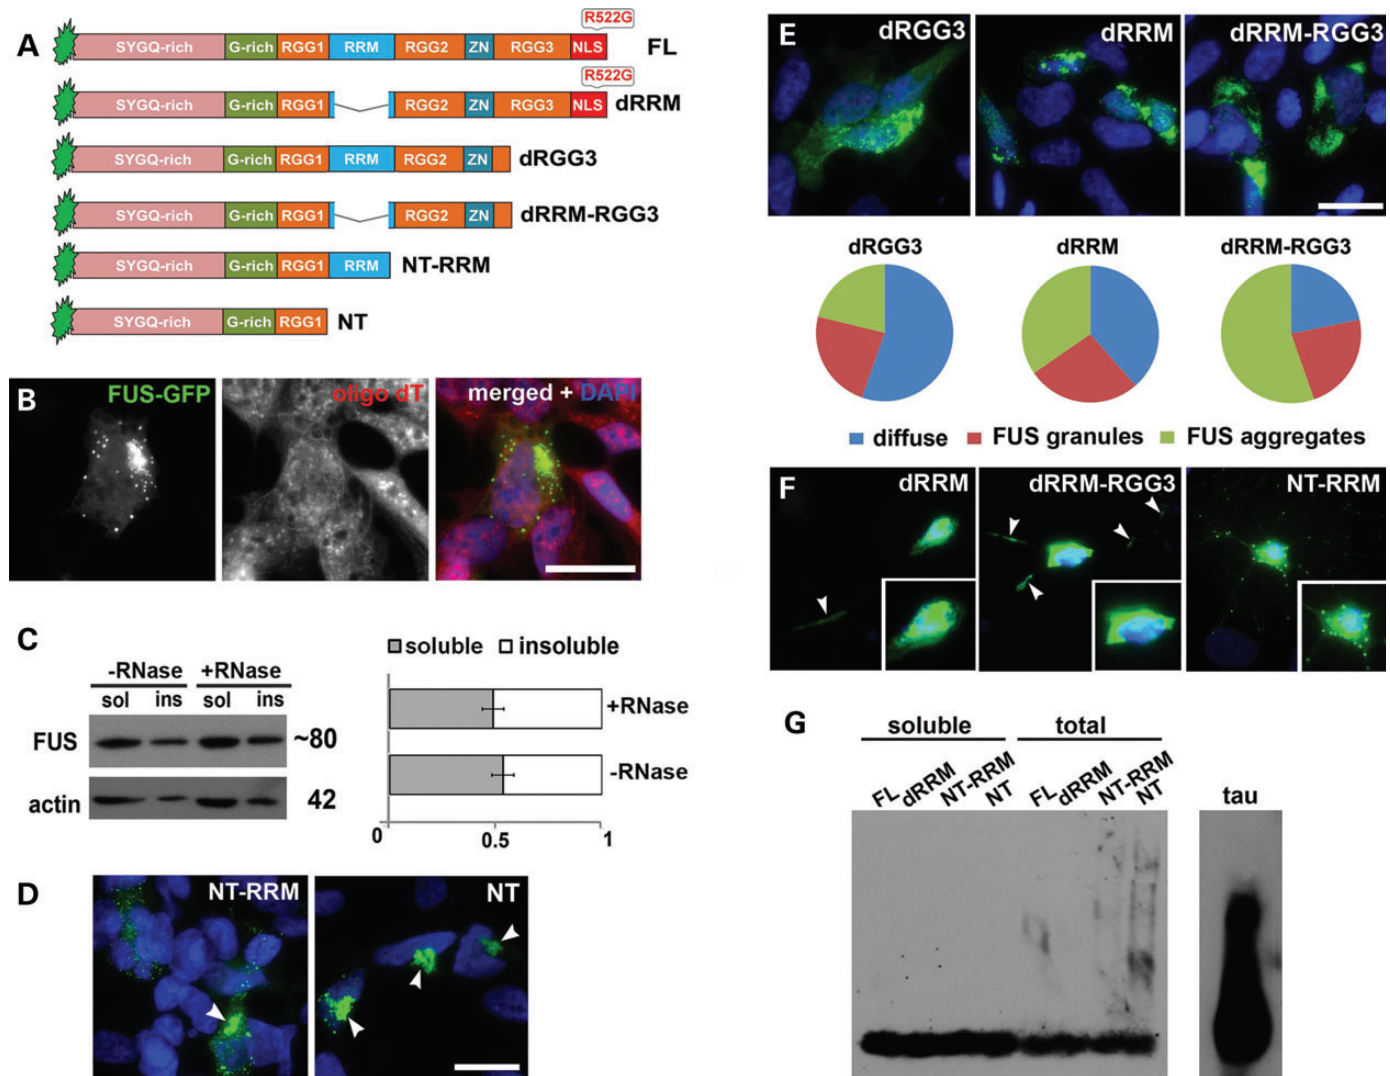 A
R522G
SYGQ-rich G-rich RGG1 RRM RGG2 ZN RGG3 NLS FL
R522G
SYGQ-rich G-rich RGG1 RGG2 ZN RGG3 NLS dRRM
SYGQ-rich G-rich RGG1 RRM RGG2 ZN dRGG3
SYGQ-rich G-rich RGG1 RGG2 ZN dRRM-RGG3
SYGQ-rich G-rich RGG1 RRM NT-RRM
SYGQ-rich G-rich RGG1 NT
B FUS-GFP oligo dT merged + DAPI
C
-RNase +RNase
sol ins sol ins
FUS ~80
actin 42
soluble insoluble
+RNase
-RNase
0 0.5 1
D NT-RRM NT
E dRGG3 dRRM dRRM-RGG3
dRGG3 dRRM dRRM-RGG3
diffuse FUS granules FUS aggregates
F dRRM dRRM-RGG3 NT-RRM
G
soluble total
FL dRRM NT-RRM NT FL dRRM NT-RRM NT
tau